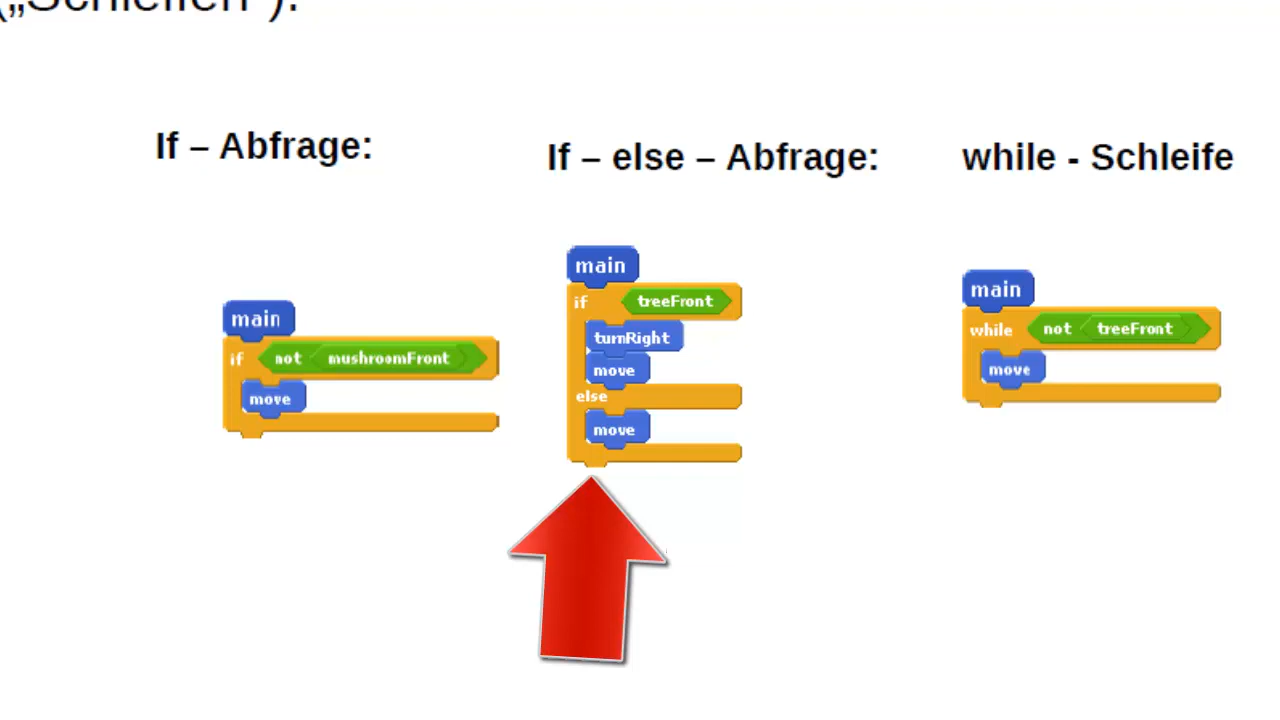 („Schleifen“):
If – Abfrage:
If – else – Abfrage:
while - Schleife
main
if not mushroomFront
move
main
if treeFront
turnRight
move
else
move
main
while not treeFront
move